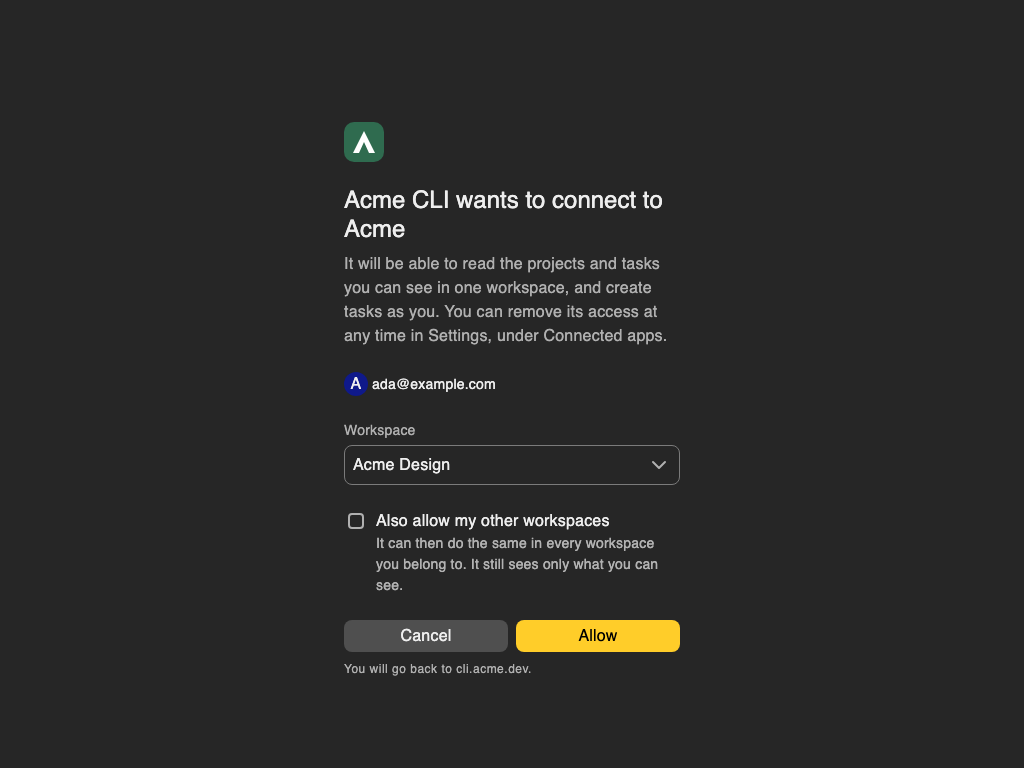 Acme CLI wants to connect to
Acme
It will be able to read the projects and tasks
you can see in one workspace, and create
tasks as you. You can remove its access at
any time in Settings, under Connected apps.
A ada@example.com
Workspace
Acme Design
Also allow my other workspaces
It can then do the same in every workspace
you belong to. It still sees only what you can
see.
Cancel Allow
You will go back to cli.acme.dev.